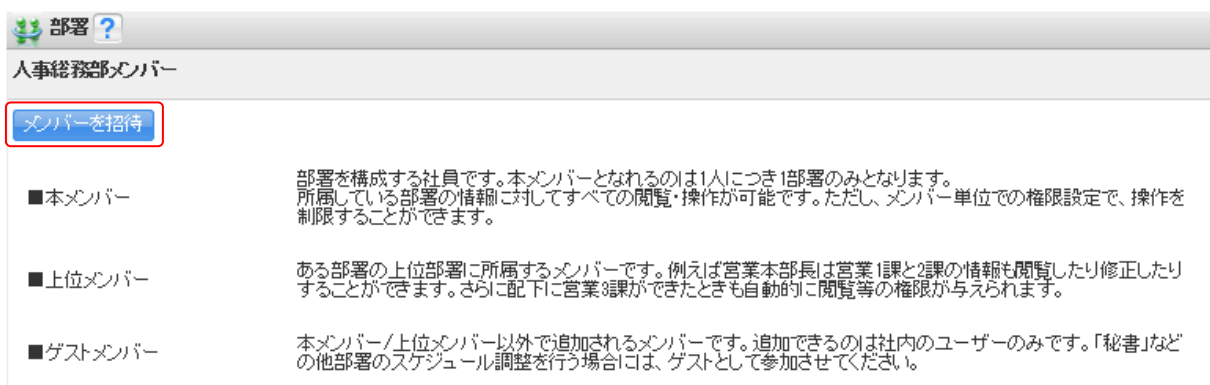 部署 ?
人事総務部メンバー
メンバーを招待
■本メンバー
部署を構成する社員です。本メンバーとなれるのは1人につき1部署のみとなります。
所属している部署の情報に対してすべての閲覧・操作が可能です。ただし、メンバー単位での権限設定で、操作を
制限することができます。
■上位メンバー
ある部署の上位部署に所属するメンバーです。例えば営業本部長は営業1課と2課の情報も閲覧したり修正したり
することができます。さらに配下に営業3課ができたときも自動的に閲覧等の権限が与えられます。
■ゲストメンバー
本メンバー/上位メンバー以外で追加されるメンバーです。追加できるのは社内のユーザーのみです。「秘書」など
の他部署のスケジュール調整を行う場合には、ゲストとして参加させてください。